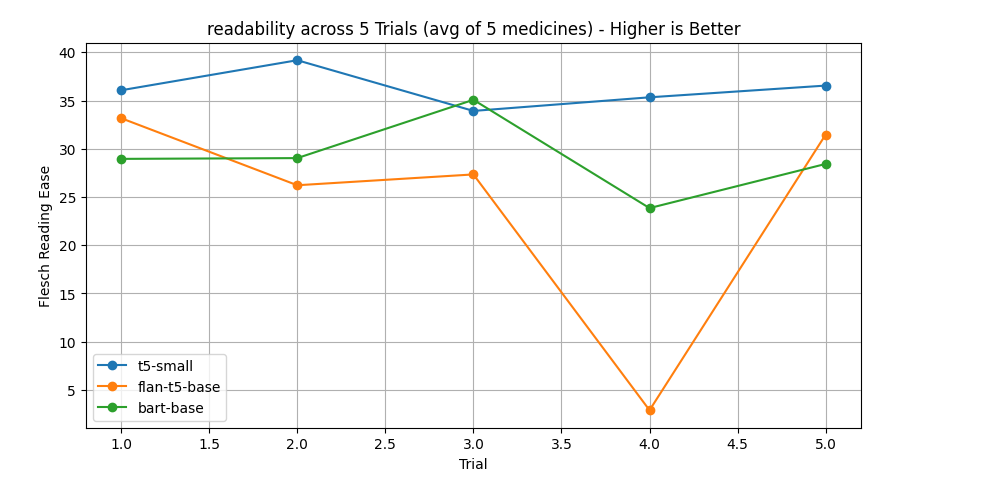 readability across 5 Trials (avg of 5 medicines) - Higher is Better
Flesch Reading Ease
40
35
30
25
20
15
10
5
t5-small
flan-t5-base
bart-base
1.0 1.5 2.0 2.5 3.0 3.5 4.0 4.5 5.0
Trial